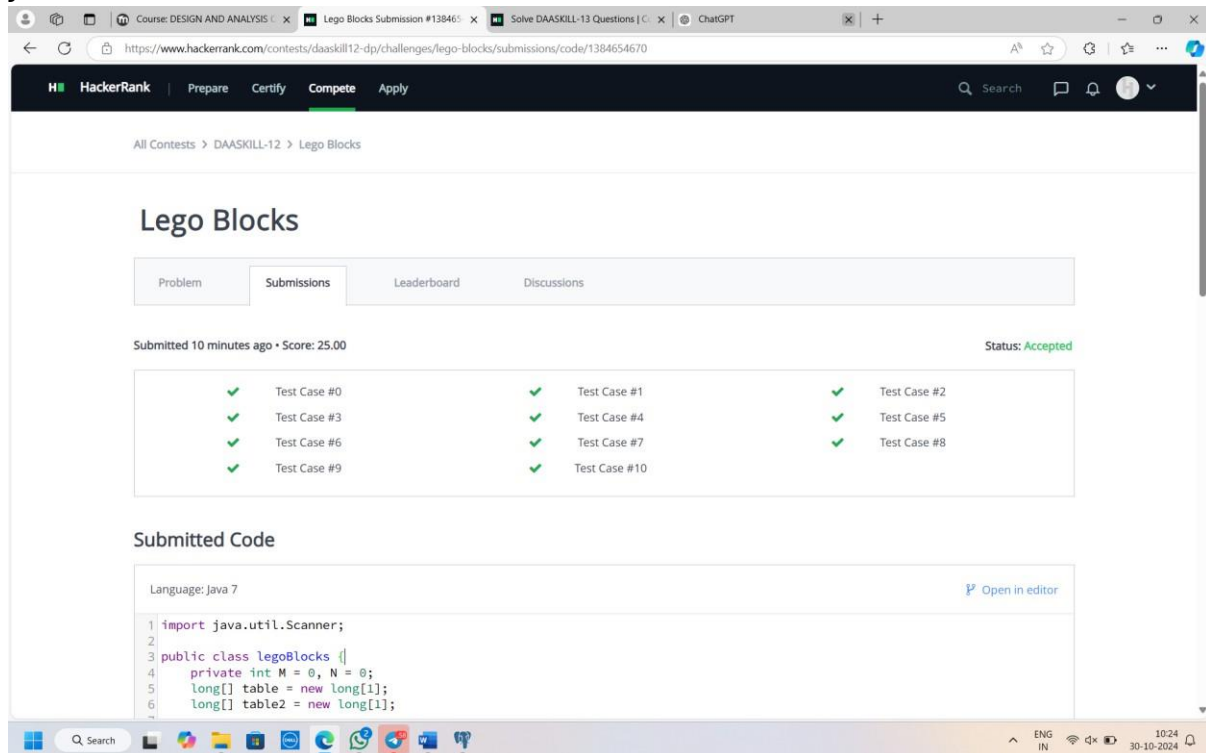 Course: DESIGN AND ANALYSIS
Lego Blocks Submission #138465
Solve DAASKILL-13 Questions |
ChatGPT
https://www.hackerrank.com/contests/daaskill12-dp/challenges/lego-blocks/submissions/code/1384654670
HackerRank | Prepare Certify Compete Apply
Search
All Contests > DAASKILL-12 > Lego Blocks
Lego Blocks
Problem Submissions Leaderboard Discussions
Submitted 10 minutes ago • Score: 25.00 Status: Accepted
Test Case #0 Test Case #1 Test Case #2
Test Case #3 Test Case #4 Test Case #5
Test Case #6 Test Case #7 Test Case #8
Test Case #9 Test Case #10
Submitted Code
Language: Java 7 Open in editor
1 import java.util.Scanner;
2
3 public class legoBlocks {
4 private int M = 0, N = 0;
5 long[] table = new long[1];
6 long[] table2 = new long[1];
Search
ENG 10:24
IN 30-10-2024